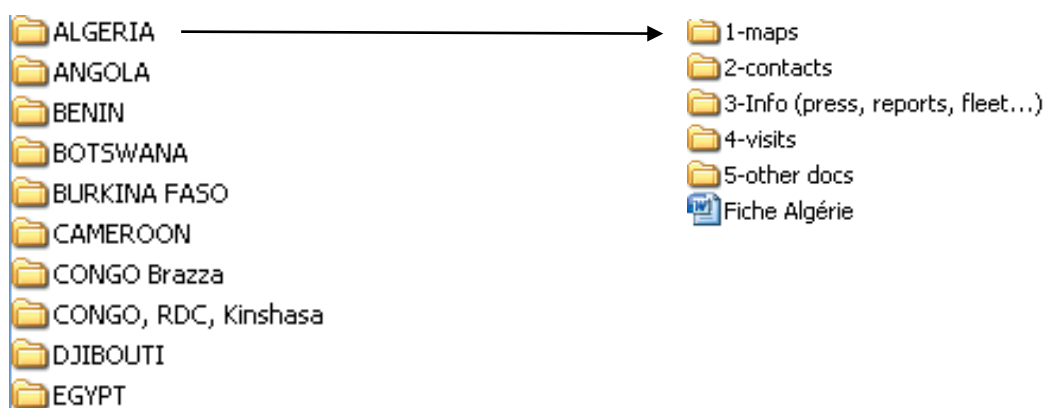 ALGERIA
ANGOLA
BENIN
BOTSWANA
BURKINA FASO
CAMEROON
CONGO Brazza
CONGO, RDC, Kinshasa
DJIBOUTI
EGYPT
1-maps
2-contacts
3-Info (press, reports, fleet...)
4-visits
5-other docs
Fiche Algérie